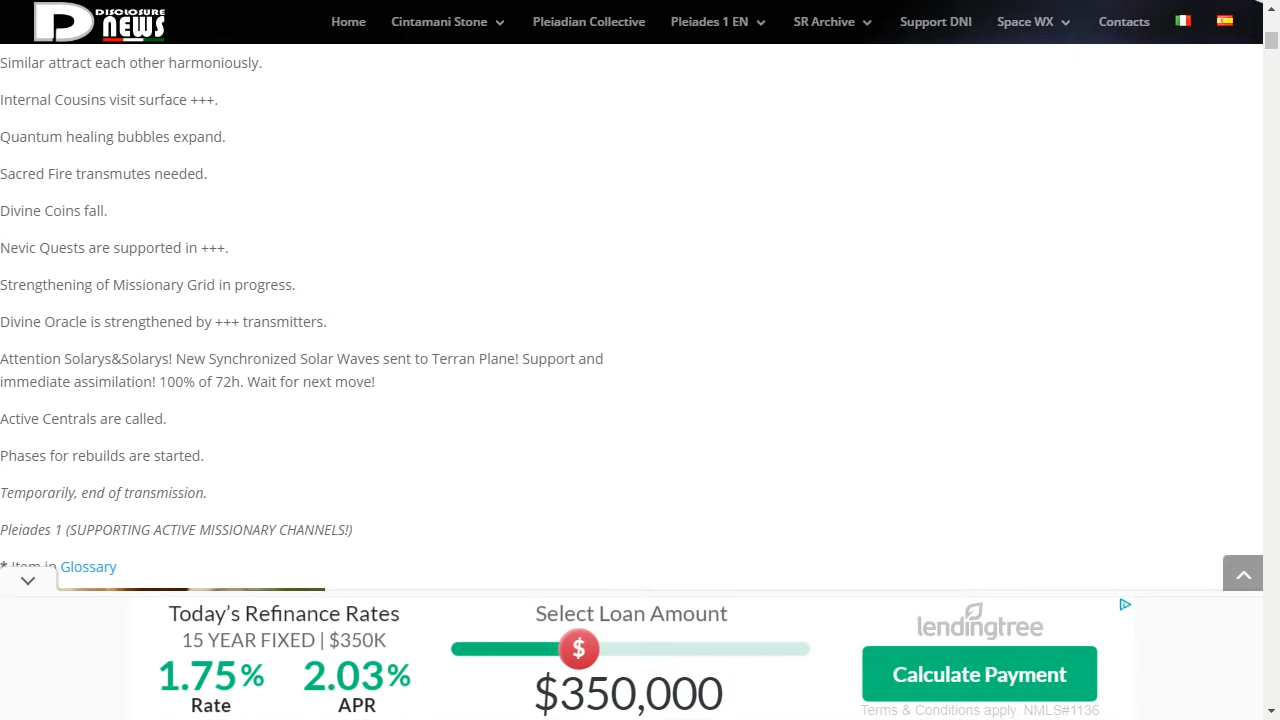 DISCLOSURE
NEWS
Home
Cintamani Stone
Pleiadian Collective
Pleiades 1 EN
SR Archive
Support DNI
Space WX
Contacts
Similar attract each other harmoniously.
Internal Cousins visit surface +++.
Quantum healing bubbles expand.
Sacred Fire transmutes needed.
Divine Coins fall.
Nevic Quests are supported in +++.
Strengthening of Missionary Grid in progress.
Divine Oracle is strengthened by +++ transmitters.
Attention Solarys&Solarys! New Synchronized Solar Waves sent to Terran Plane! Support and
immediate assimilation! 100% of 72h. Wait for next move!
Active Centrals are called.
Phases for rebuilds are started.
Temporarily, end of transmission.
Pleiades 1 (SUPPORTING ACTIVE MISSIONARY CHANNELS!)
* Item in Glossary
Today's Refinance Rates
15 YEAR FIXED | $350K
1.75% 2.03%
Rate APR
Select Loan Amount
$
$350,000
lendingtree
Calculate Payment
Terms & Conditions apply. NMLS#1136